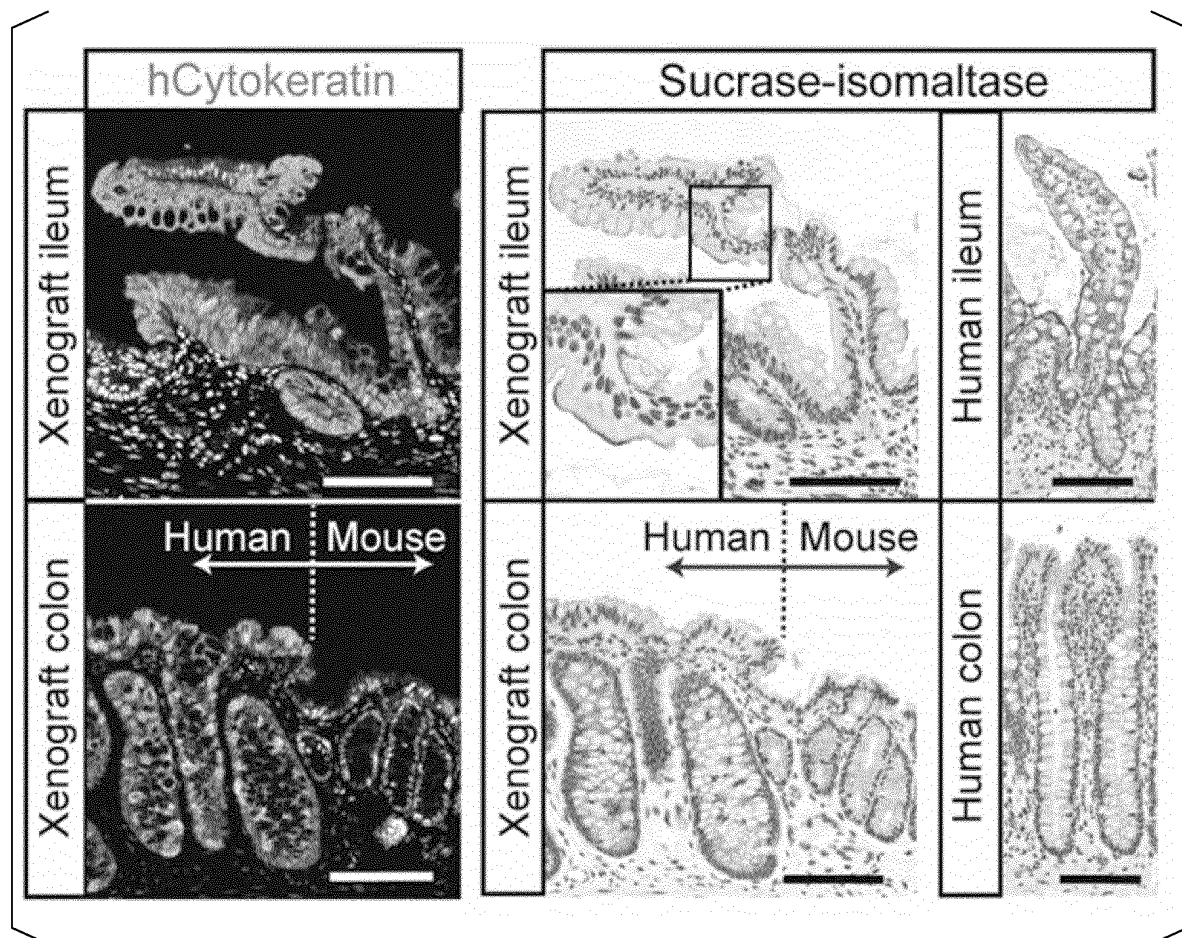 hCytokeratin
Sucrase-isomaltase
Xenograft ileum
Xenograft ileum
Human ileum
Human
Mouse
Human
Mouse
Xenograft colon
Xenograft colon
Human colon